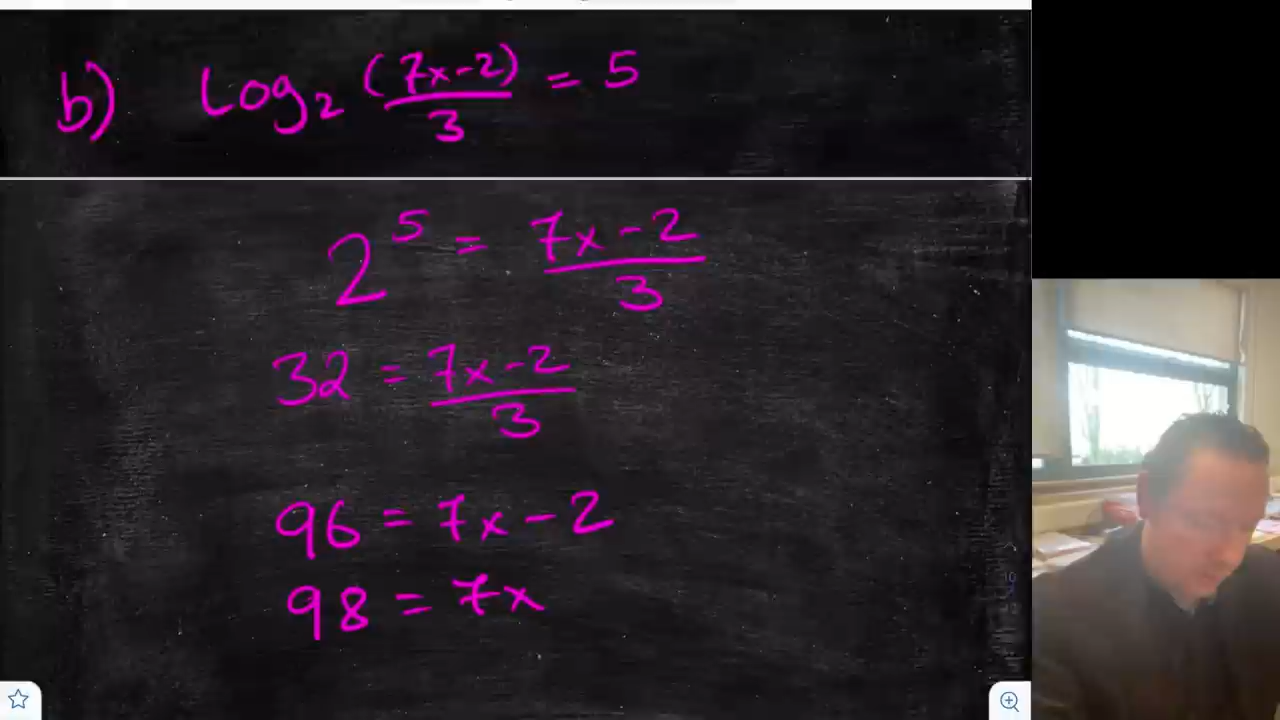 b) Log₂ (7x-2)/3 = 5
2⁵ = 7x-2/3
32 = 7x-2/3
96 = 7x-2
98 = 7x